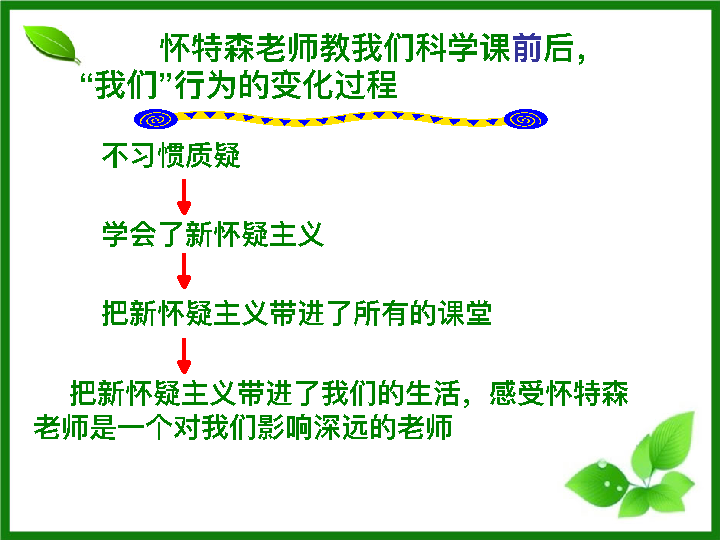 怀特森老师教我们科学课前后，
“我们”行为的变化过程
不习惯质疑
学会了新怀疑主义
把新怀疑主义带进了所有的课堂
把新怀疑主义带进了我们的生活，感受怀特森
老师是一个对我们影响深远的老师